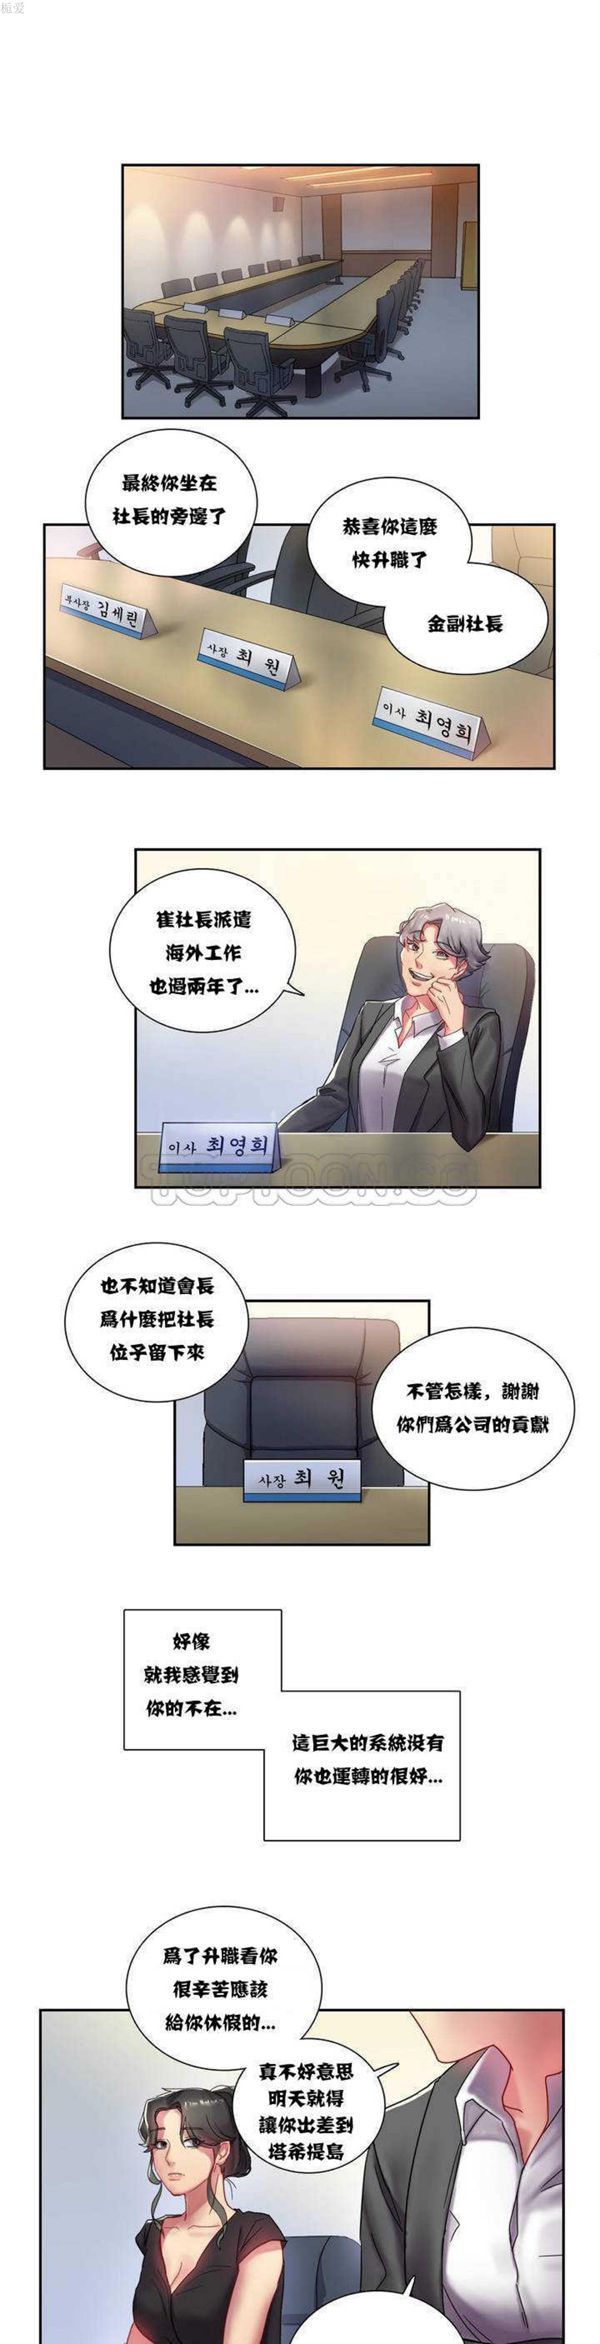 栀爱
最終你坐在
社長的旁邊了
恭喜你這麼
快升職了
金副社長
부사장 김세린
사장 최 원
이사 최영희
崔社長派遣
海外工作
也過兩年了...
이사 최영희
TOPTOON.CO
也不知道會長
爲什麼把社長
位子留下來
不管怎樣，謝謝
你們爲公司的貢獻
사장 최 원
好像
就我感覺到
你的不在...
這巨大的系統没有
你也運轉的很好...
爲了升職看你
很辛苦應該
給你休假的...
真不好意思
明天就得
讓你出差到
塔希提島